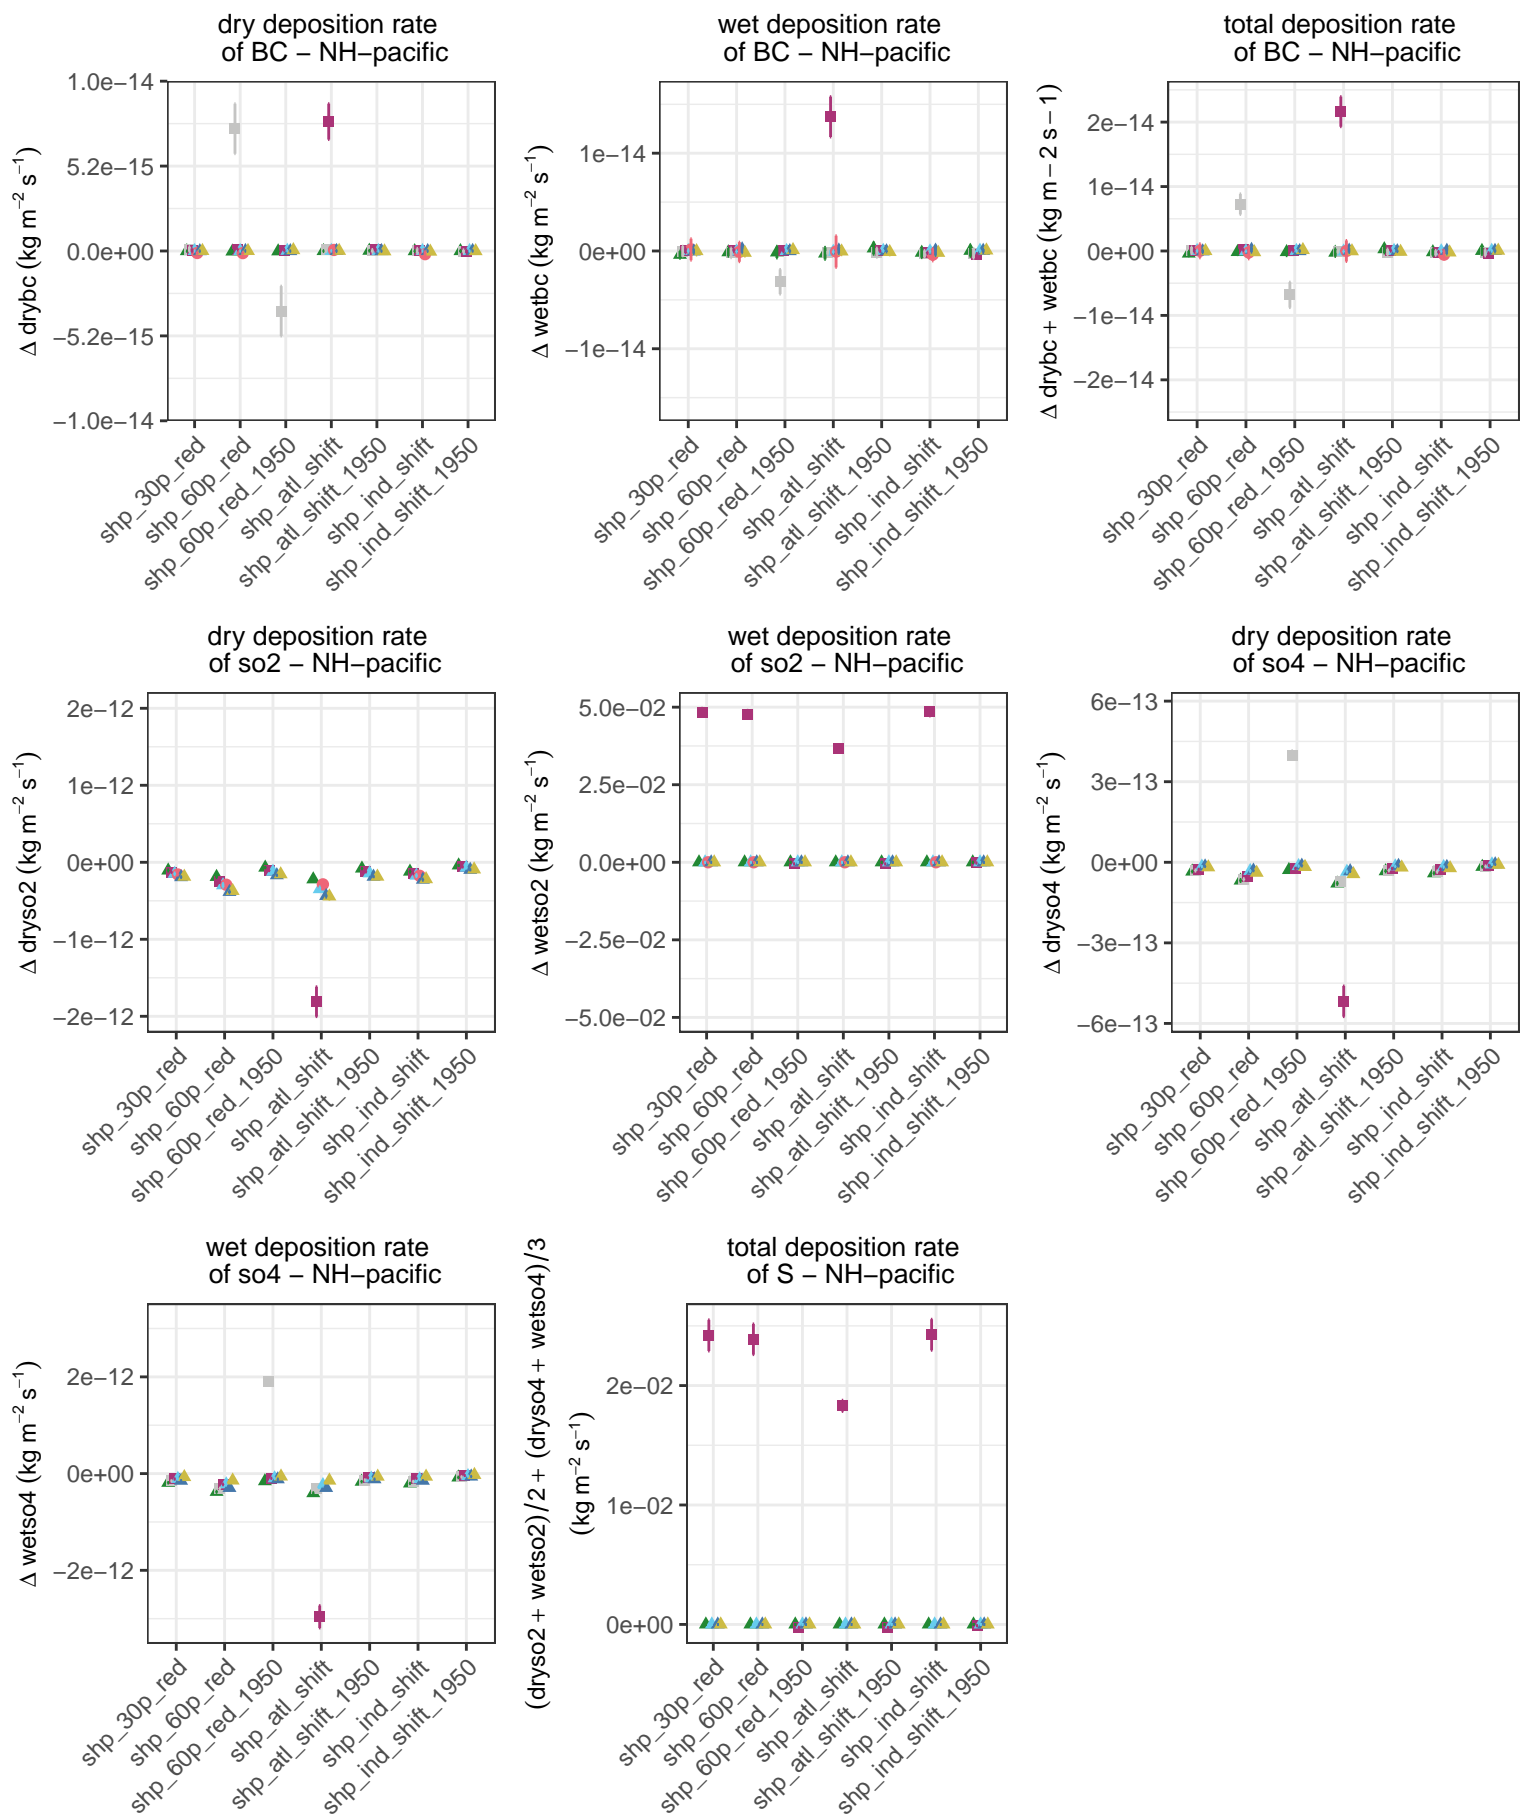 dry deposition rate
of BC − NH−pacific
Δ drybc (kg m−2 s−1)
1.0e−14
5.2e−15
0.0e+00
−5.2e−15
−1.0e−14
shp_30p_red
shp_60p_red
shp_60p_red_1950
shp_atl_shift
shp_atl_shift_1950
shp_ind_shift
shp_ind_shift_1950
wet deposition rate
of BC − NH−pacific
Δ wetbc (kg m−2 s−1)
1e−14
0e+00
−1e−14
shp_30p_red
shp_60p_red
shp_60p_red_1950
shp_atl_shift
shp_atl_shift_1950
shp_ind_shift
shp_ind_shift_1950
total deposition rate
of BC − NH−pacific
Δ drybc + wetbc (kg m − 2 s − 1)
2e−14
1e−14
0e+00
−1e−14
−2e−14
shp_30p_red
shp_60p_red
shp_60p_red_1950
shp_atl_shift
shp_atl_shift_1950
shp_ind_shift
shp_ind_shift_1950
dry deposition rate
of so2 − NH−pacific
Δ dryso2 (kg m−2 s−1)
2e−12
1e−12
0e+00
−1e−12
−2e−12
shp_30p_red
shp_60p_red
shp_60p_red_1950
shp_atl_shift
shp_atl_shift_1950
shp_ind_shift
shp_ind_shift_1950
wet deposition rate
of so2 − NH−pacific
Δ wetso2 (kg m−2 s−1)
5.0e−02
2.5e−02
0.0e+00
−2.5e−02
−5.0e−02
shp_30p_red
shp_60p_red
shp_60p_red_1950
shp_atl_shift
shp_atl_shift_1950
shp_ind_shift
shp_ind_shift_1950
dry deposition rate
of so4 − NH−pacific
Δ dryso4 (kg m−2 s−1)
6e−13
3e−13
0e+00
−3e−13
−6e−13
shp_30p_red
shp_60p_red
shp_60p_red_1950
shp_atl_shift
shp_atl_shift_1950
shp_ind_shift
shp_ind_shift_1950
wet deposition rate
of so4 − NH−pacific
Δ wetso4 (kg m−2 s−1)
2e−12
0e+00
−2e−12
shp_30p_red
shp_60p_red
shp_60p_red_1950
shp_atl_shift
shp_atl_shift_1950
shp_ind_shift
shp_ind_shift_1950
total deposition rate
of S − NH−pacific
(dryso2 + wetso2)/2 + (dryso4 + wetso4)/3
(kg m−2 s−1)
2e−02
1e−02
0e+00
shp_30p_red
shp_60p_red
shp_60p_red_1950
shp_atl_shift
shp_atl_shift_1950
shp_ind_shift
shp_ind_shift_1950